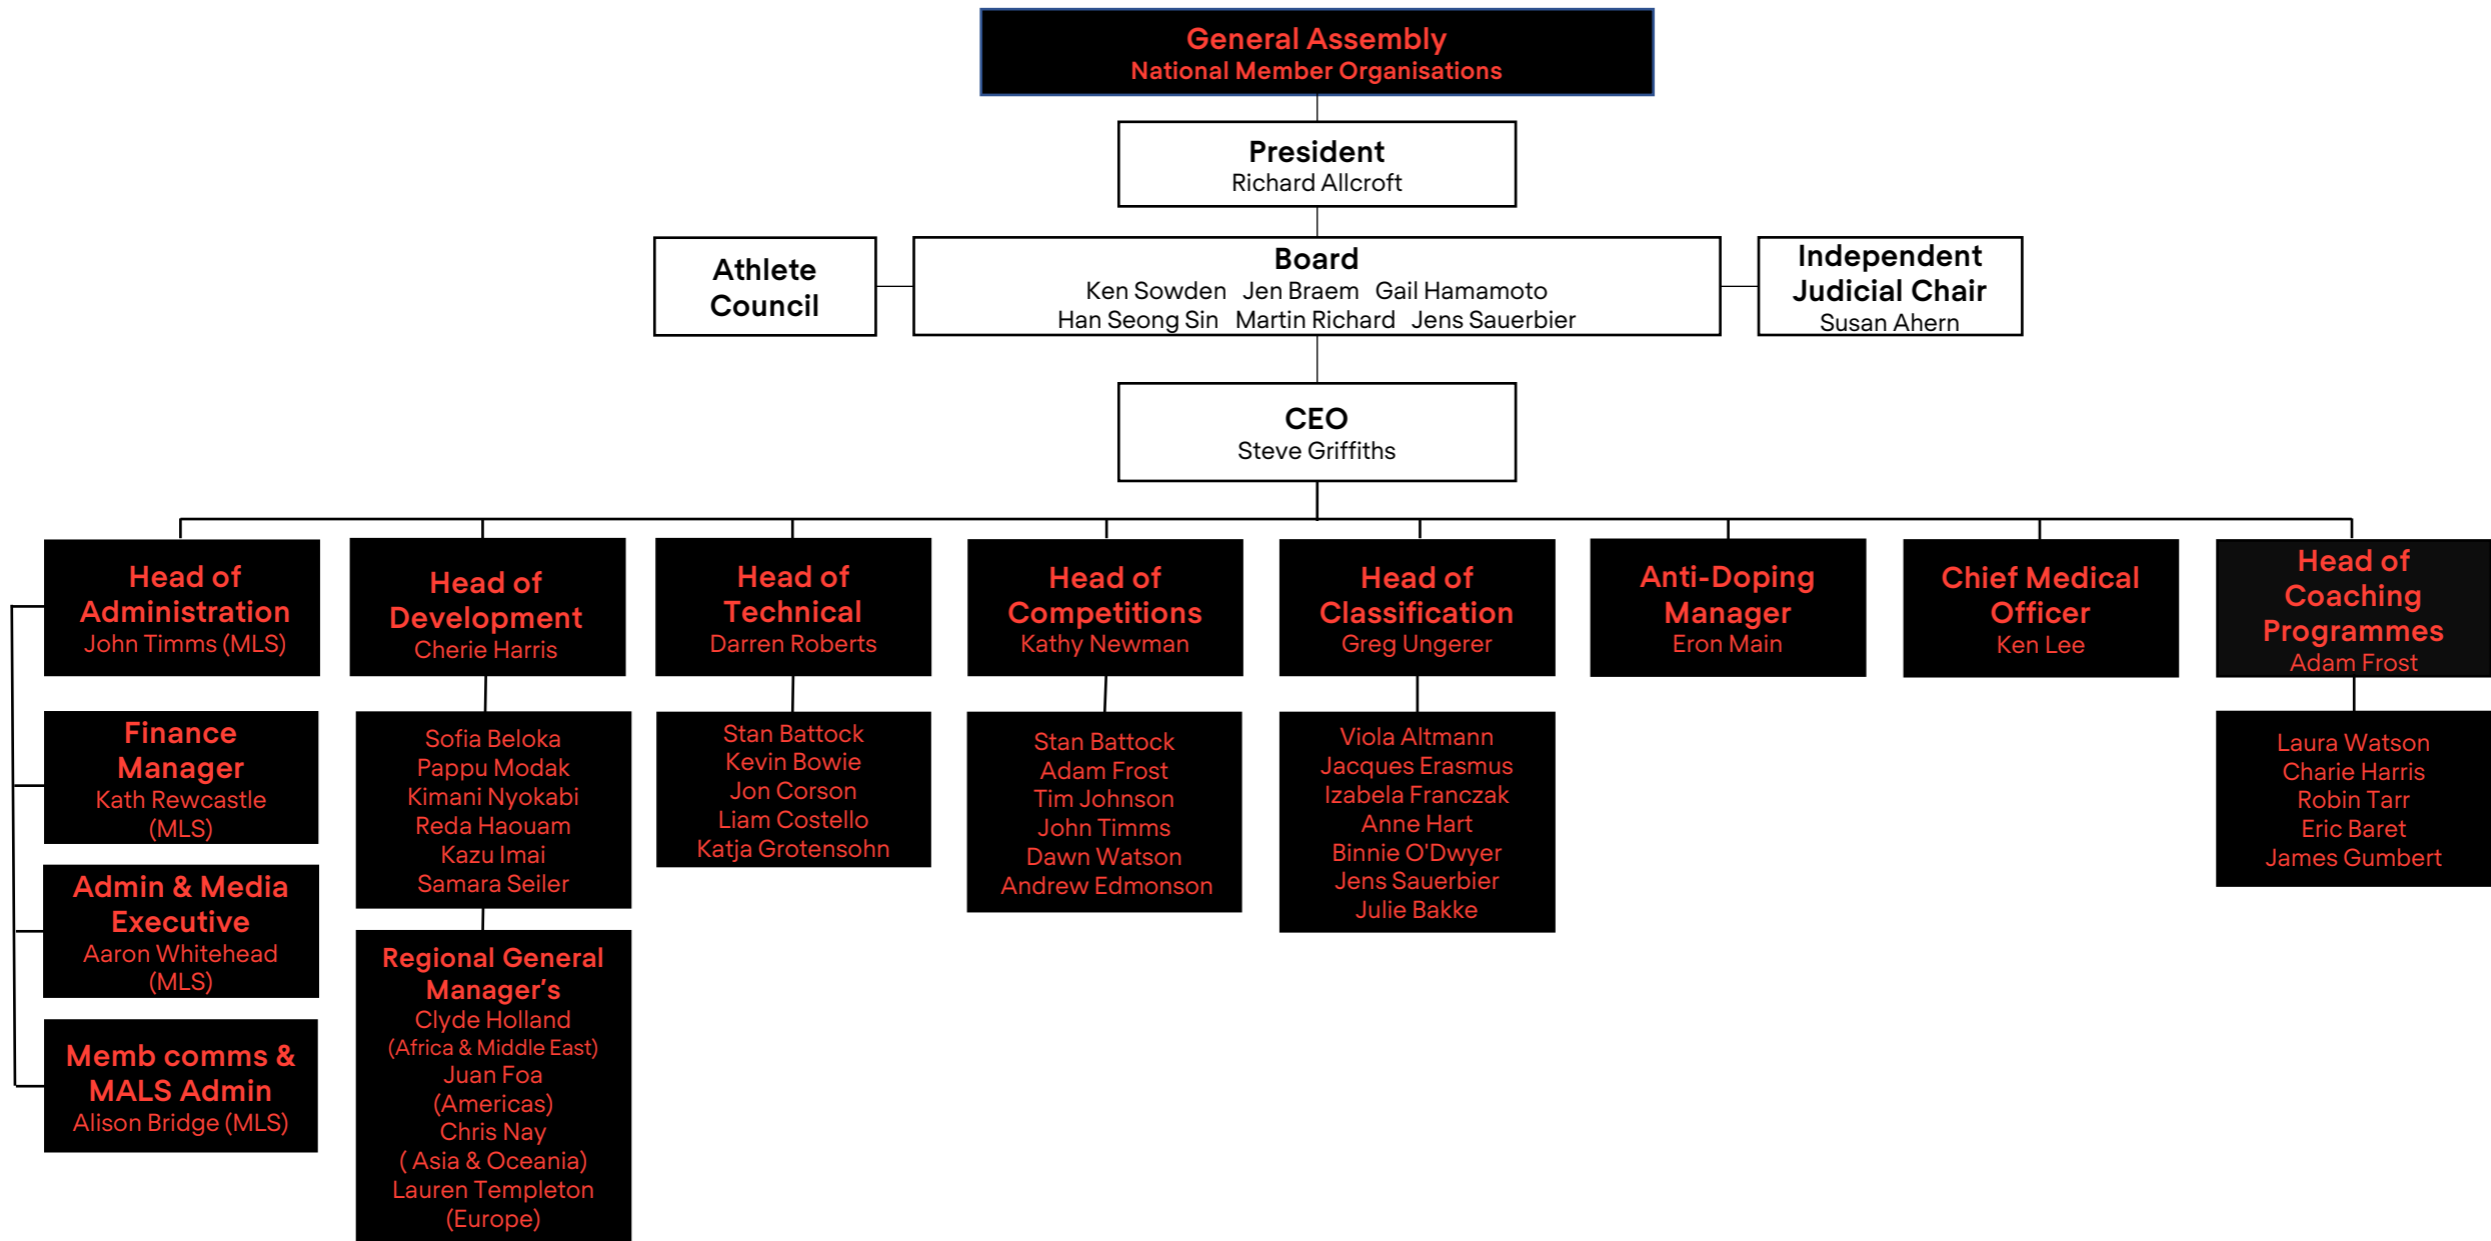 General Assembly
National Member Organisations
President
Richard Allcroft
Athlete
Council
Board
Ken Sowden Jen Braem Gail Hamamoto
Han Seong Sin Martin Richard Jens Sauerbier
Independent
Judicial Chair
Susan Ahern
CEO
Steve Griffiths
Head of
Administration
John Timms (MLS)
Head of
Development
Cherie Harris
Head of
Technical
Darren Roberts
Head of
Competitions
Kathy Newman
Head of
Classification
Greg Ungerer
Anti-Doping
Manager
Eron Main
Chief Medical
Officer
Ken Lee
Head of
Coaching
Programmes
Adam Frost
Finance
Manager
Kath Rewcastle
(MLS)
Admin & Media
Executive
Aaron Whitehead
(MLS)
Memb comms &
MALS Admin
Alison Bridge (MLS)
Sofia Beloka
Pappu Modak
Kimani Nyokabi
Reda Haouam
Kazu Imai
Samara Seiler
Regional General
Manager’s
Clyde Holland
(Africa & Middle East)
Juan Foa
(Americas)
Chris Nay
( Asia & Oceania)
Lauren Templeton
(Europe)
Stan Battock
Kevin Bowie
Jon Corson
Liam Costello
Katja Grotensohn
Stan Battock
Adam Frost
Tim Johnson
John Timms
Dawn Watson
Andrew Edmonson
Viola Altmann
Jacques Erasmus
Izabela Franczak
Anne Hart
Binnie O'Dwyer
Jens Sauerbier
Julie Bakke
Laura Watson
Charie Harris
Robin Tarr
Eric Baret
James Gumbert